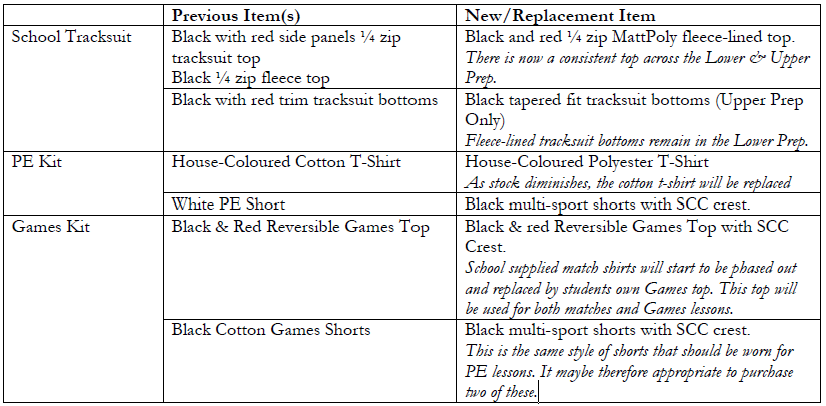 Previous Item(s)
New/Replacement Item
School Tracksuit
Black with red side panels ¼ zip
tracksuit top
Black ¼ zip fleece top
Black and red ¼ zip MattPoly fleece-lined top.
There is now a consistent top across the Lower & Upper
Prep.
Black with red trim tracksuit bottoms
Black tapered fit tracksuit bottoms (Upper Prep
Only)
Fleece-lined tracksuit bottoms remain in the Lower Prep.
PE Kit
House-Coloured Cotton T-Shirt
House-Coloured Polyester T-Shirt
As stock diminishes, the cotton t-shirt will be replaced
White PE Short
Black multi-sport shorts with SCC crest.
Games Kit
Black & Red Reversible Games Top
Black & red Reversible Games Top with SCC
Crest.
School supplied match shirts will start to be phased out
and replaced by students own Games top. This top will
be used for both matches and Games lessons.
Black Cotton Games Shorts
Black multi-sport shorts with SCC crest.
This is the same style of shorts that should be worn for
PE lessons. It maybe therefore appropriate to purchase
two of these.